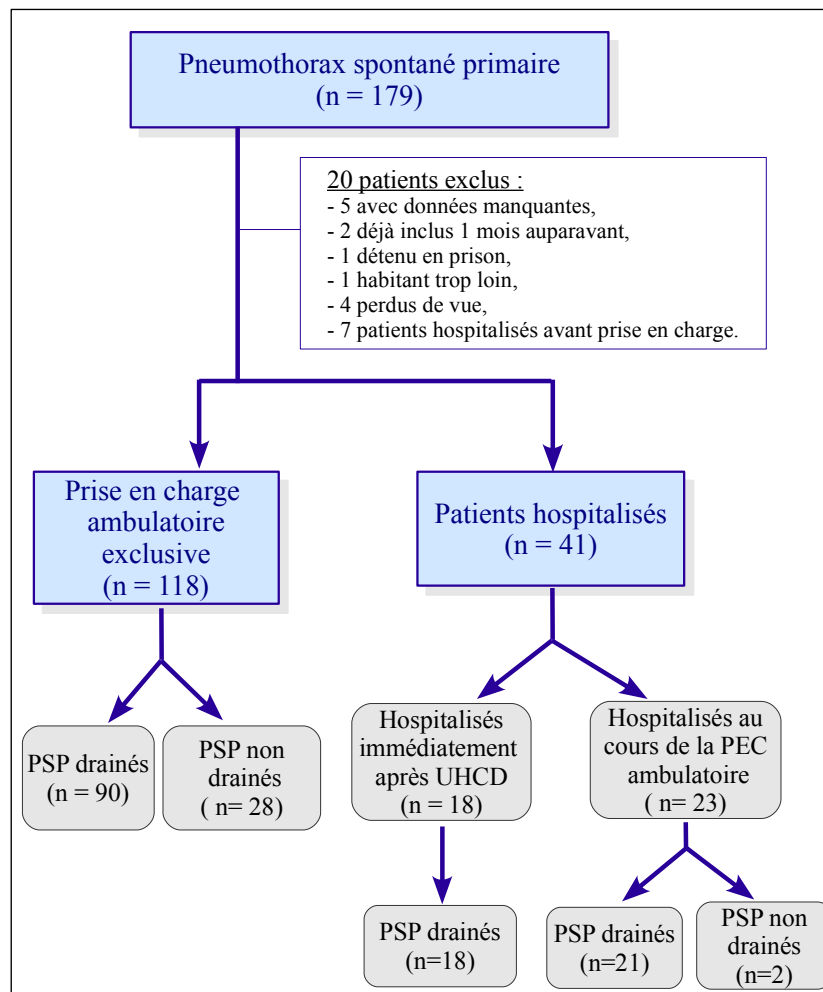 Pneumothorax spontané primaire
(n = 179)
20 patients exclus :
- 5 avec données manquantes,
- 2 déjà inclus 1 mois auparavant,
- 1 détenu en prison,
- 1 habitant trop loin,
- 4 perdus de vue,
- 7 patients hospitalisés avant prise en charge.
Prise en charge
ambulatoire
exclusive
(n = 118)
Patients hospitalisés
(n = 41)
PSP drainés
(n = 90)
PSP non
drainés
( n= 28)
Hospitalisés
immédiatement
après UHCD
(n = 18)
Hospitalisés au
cours de la PEC
ambulatoire
( n= 23)
PSP drainés
(n=18)
PSP drainés
(n=21)
PSP non
drainés
(n=2)